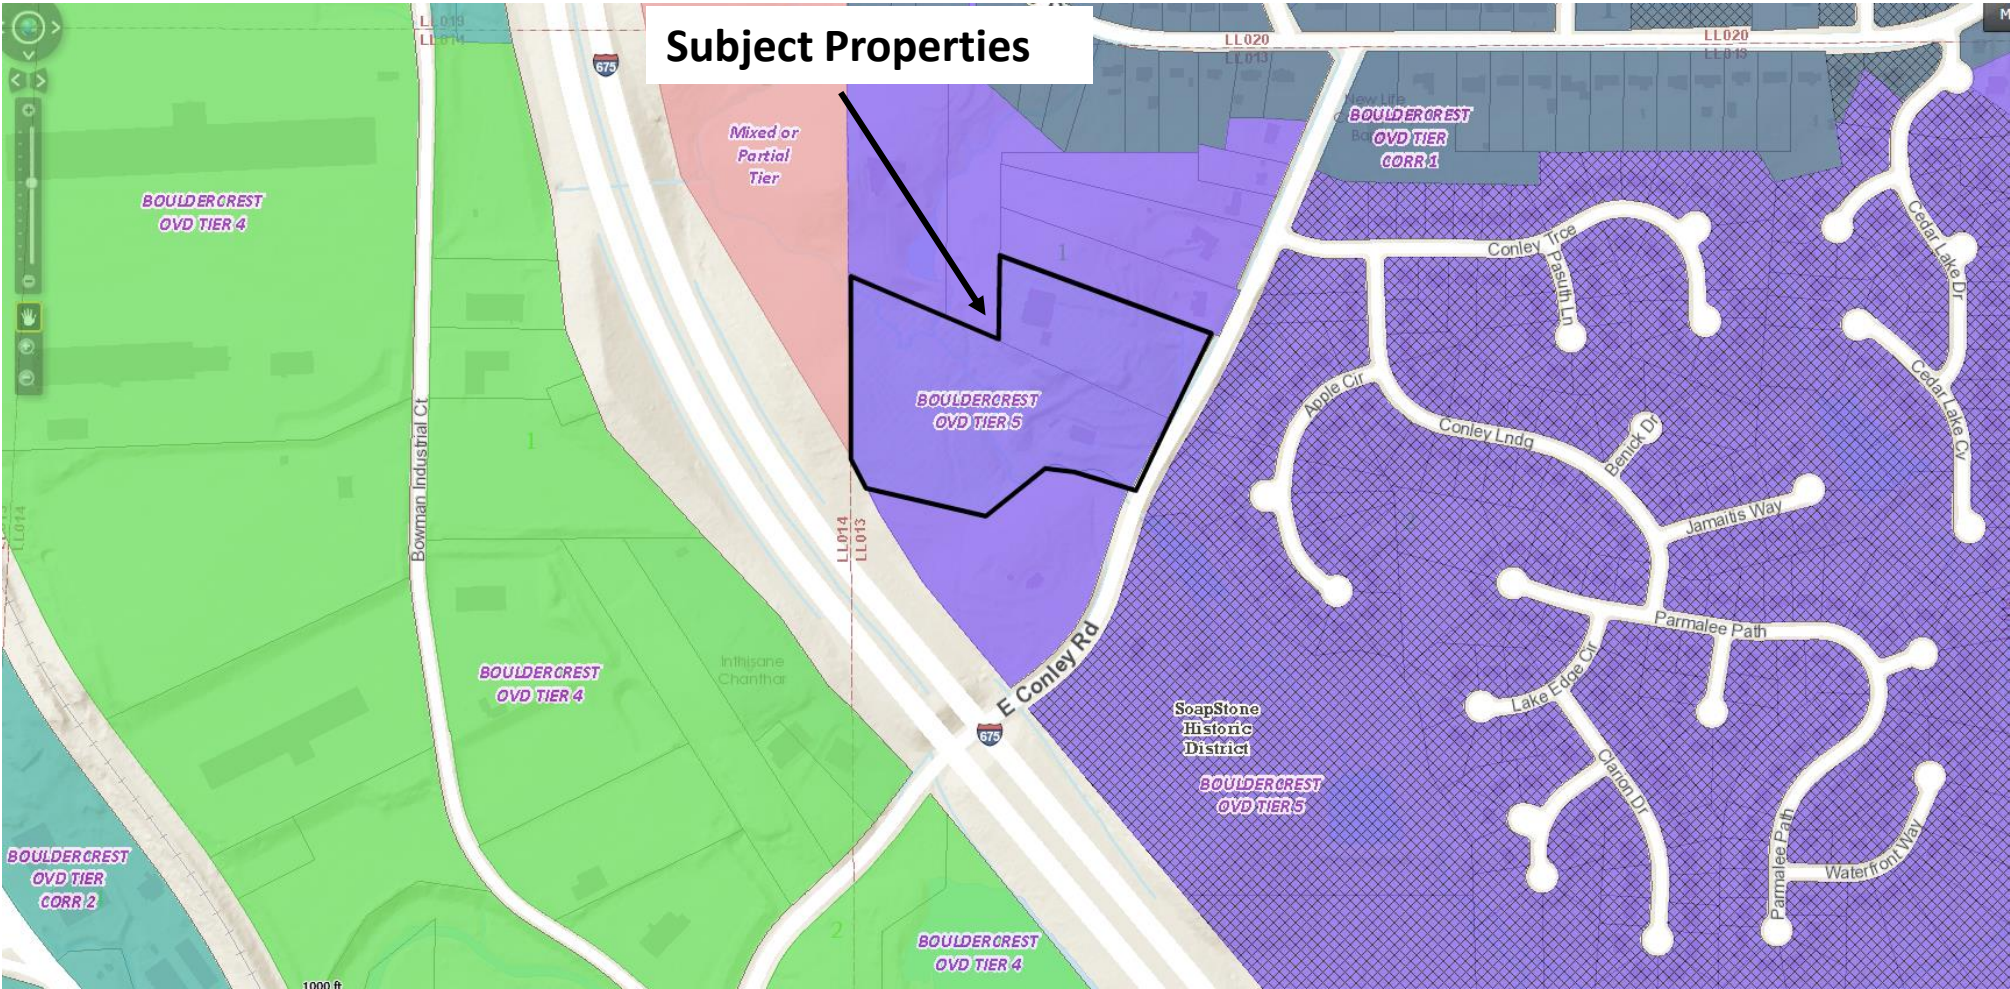 Subject Properties
LL019
LL014
675
LL020
LL013
LL020
LL013
M
Mixed or
Partial
Tier
New Life
BOULDERCREST
OVD TIER
CORR 1
BOULDERCREST
OVD TIER 4
Cedar Lake Dr
Conley Trce
Pasuth Ln
1
Apple Cir
BOULDERCREST
OVD TIER 5
Cedar Lake Cv
Conley Lndg
Benick Dr
1
Bowman Industrial Ct
LL014
LL014
LL013
Jamaitis Way
2
Parmalee Path
E Conley Rd
Inthisane
Chanthar
BOULDERCREST
OVD TIER 4
Lake Edge Cir
SoapStone
Historic
District
675
BOULDERCREST
OVD TIER 5
Clarion Dr
Parmalee Path
Waterfront Way
BOULDERCREST
OVD TIER
CORR 2
2
BOULDERCREST
OVD TIER 4
1000 ft